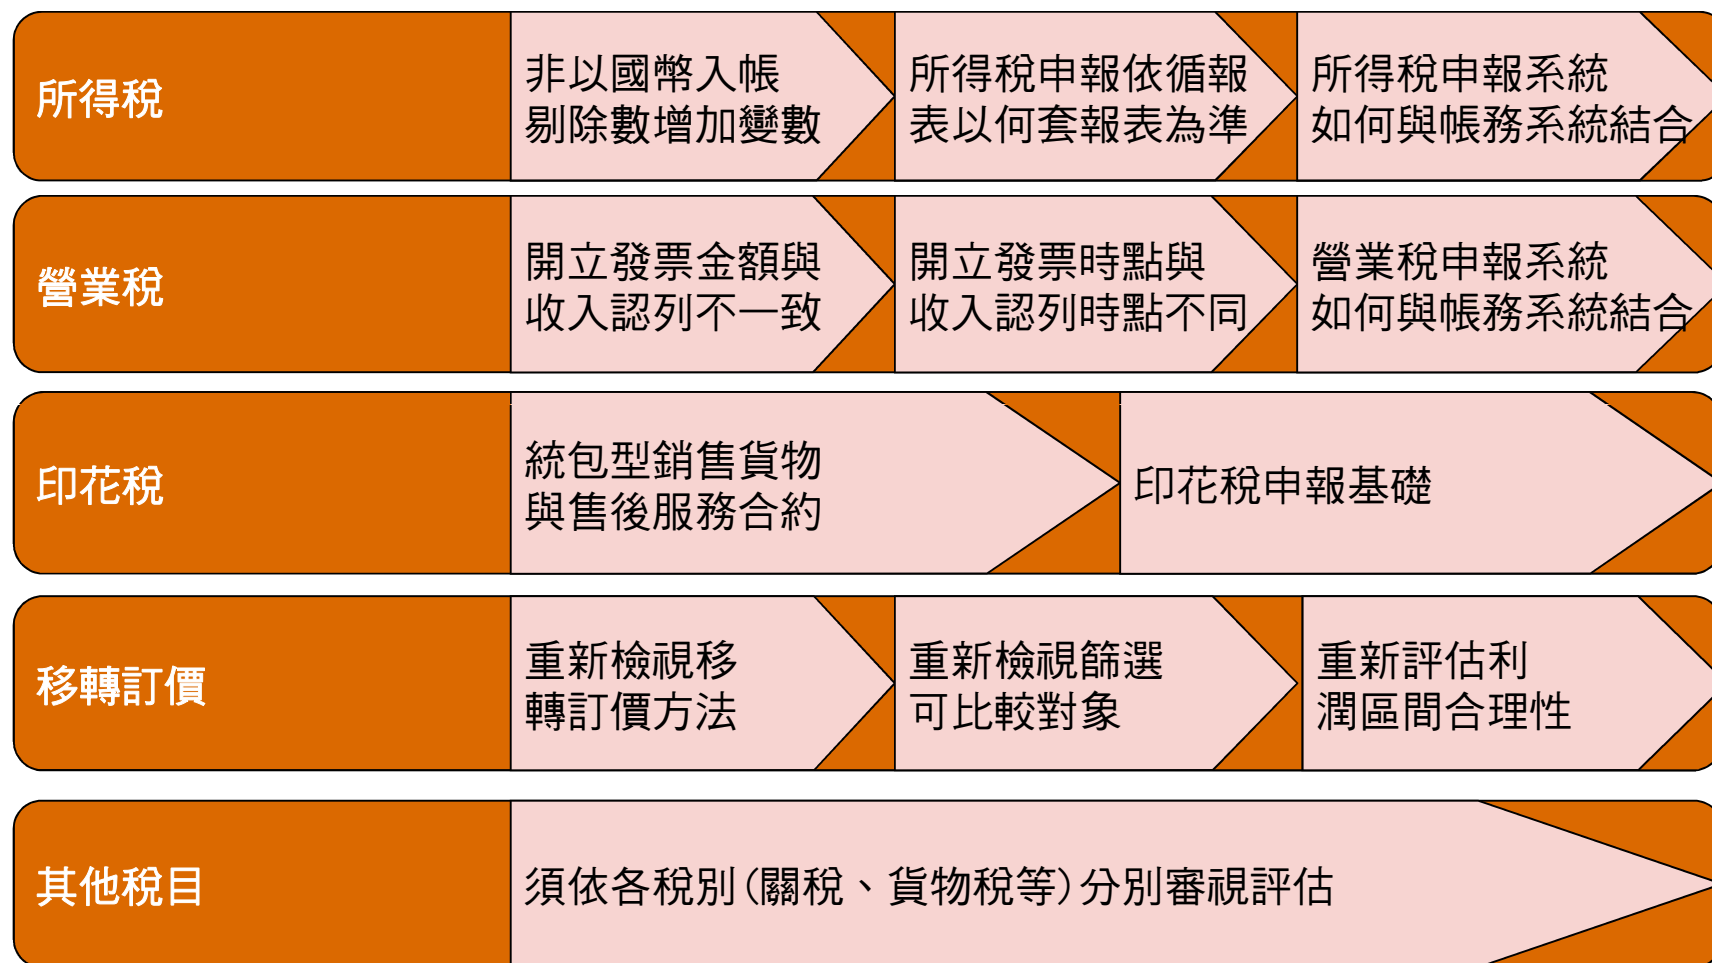 所得稅
非以國幣入帳
剔除數增加變數
所得稅申報依循報
表以何套報表為準
所得稅申報系統
如何與帳務系統結合
營業稅
開立發票金額與
收入認列不一致
開立發票時點與
收入認列時點不同
營業稅申報系統
如何與帳務系統結合
印花稅
統包型銷售貨物
與售後服務合約
印花稅申報基礎
移轉訂價
重新檢視移
轉訂價方法
重新檢視篩選
可比較對象
重新評估利
潤區間合理性
其他稅目
須依各稅別(關稅、貨物稅等)分別審視評估